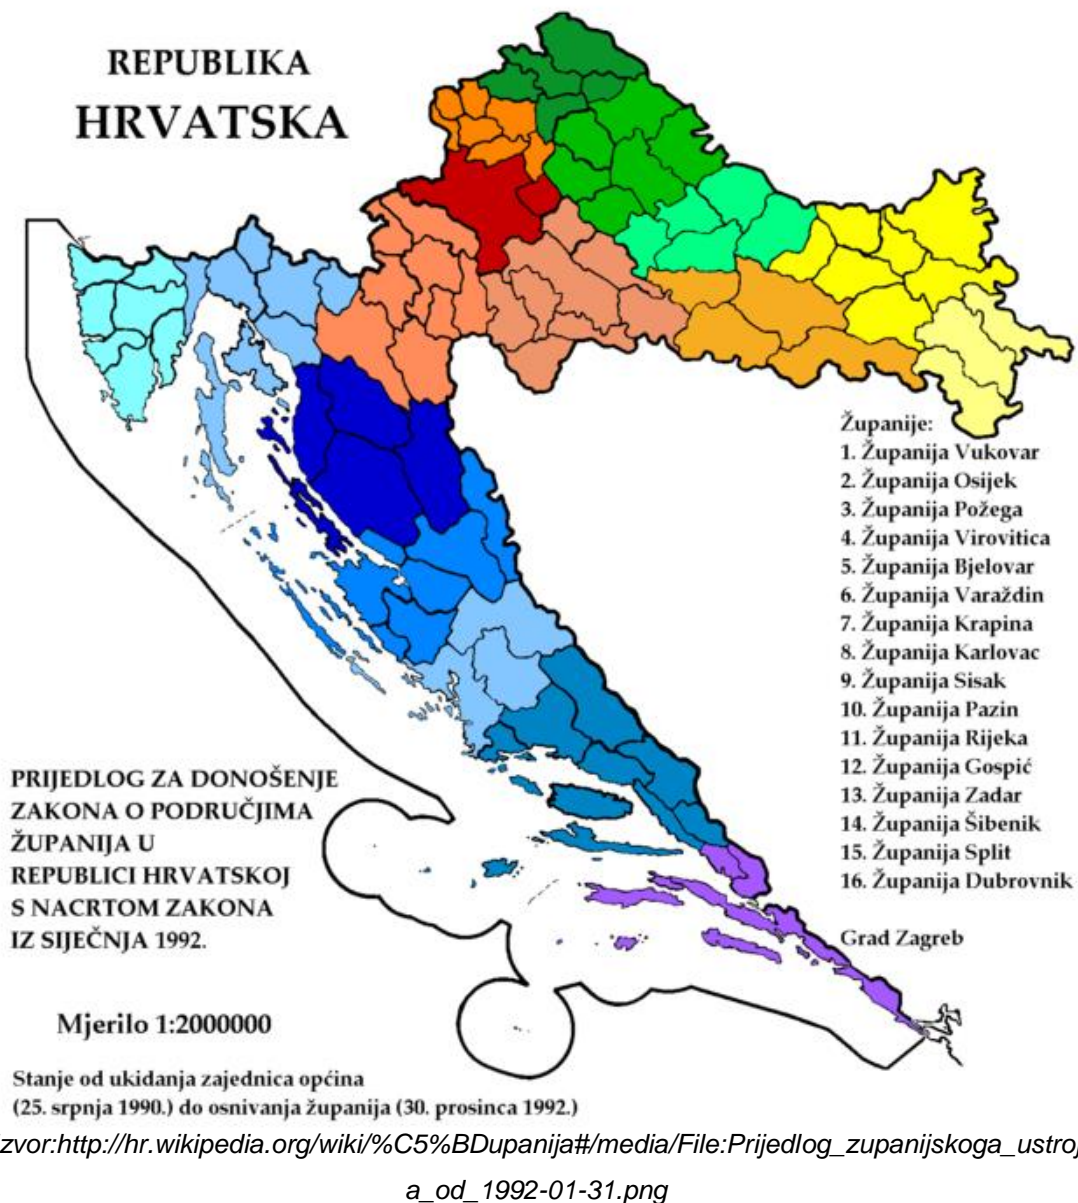 REPUBLIKA
HRVATSKA
Županije:
1. Županija Vukovar
2. Županija Osijek
3. Županija Požega
4. Županija Virovitica
5. Županija Bjelovar
6. Županija Varaždin
7. Županija Krapina
8. Županija Karlovac
9. Županija Sisak
10. Županija Pazin
11. Županija Rijeka
12. Županija Gospić
13. Županija Zadar
14. Županija Šibenik
15. Županija Split
16. Županija Dubrovnik
Grad Zagreb
PRIJEDLOG ZA DONOŠENJE
ZAKONA O PODRUČJIMA
ŽUPANIJA U
REPUBLICI HRVATSKOJ
S NACRTOM ZAKONA
IZ SIJEČNJA 1992.
Mjerilo 1:2000000
Stanje od ukidanja zajednica općina
(25. srpnja 1990.) do osnivanja županija (30. prosinca 1992.)
zvor:http://hr.wikipedia.org/wiki/%C5%BDupanija#/media/File:Prijedlog_zupanijskoga_ustroj
a_od_1992-01-31.png